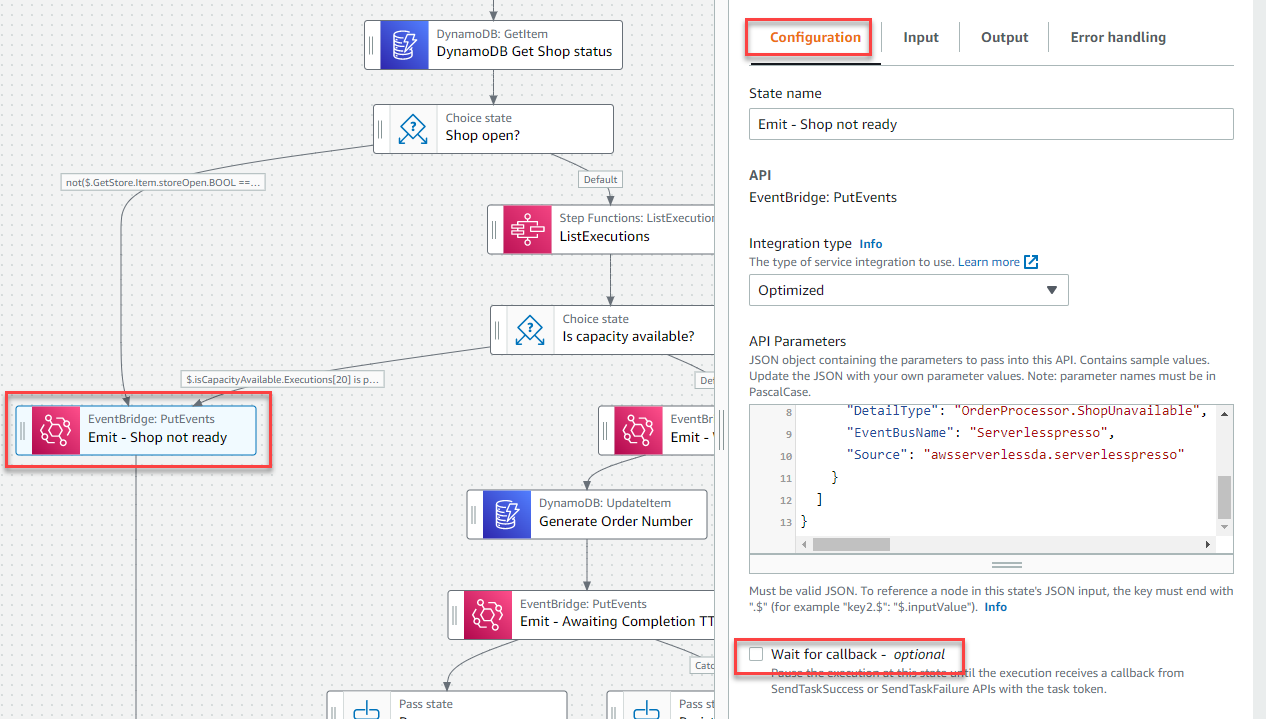 DynamoDB: GetItem
DynamoDB Get Shop status
Choice state
Shop open?
not($.GetStore.Item.storeOpen.BOOL ==...
Default
Step Functions: ListExecution
ListExecutions
Choice state
Is capacity available?
$.isCapacityAvailable.Executions[20] is p...
EventBridge: PutEvents
Emit - Shop not ready
EventBr
Emit -
DynamoDB: UpdateItem
Generate Order Number
EventBridge: PutEvents
Emit - Awaiting Completion TT
Catc
Pass state
Pass st
Configuration
Input
Output
Error handling
State name
Emit - Shop not ready
API
EventBridge: PutEvents
Integration type Info
The type of service integration to use. Learn more
Optimized
API Parameters
JSON object containing the parameters to pass into this API. Contains sample values.
Update the JSON with your own parameter values. Note: parameter names must be in
PascalCase.
8 "DetailType": "OrderProcessor.ShopUnavailable",
9 "EventBusName": "Serverlesspresso",
10 "Source": "awsserverlessda.serverlesspresso"
11 }
12 ]
13 }
Must be valid JSON. To reference a node in this state's JSON input, the key must end with
".$" (for example "key2.$": "$.inputValue"). Info
Wait for callback - optional
Pause the execution at this state until the execution receives a callback from
SendTaskSuccess or SendTaskFailure APIs with the task token.